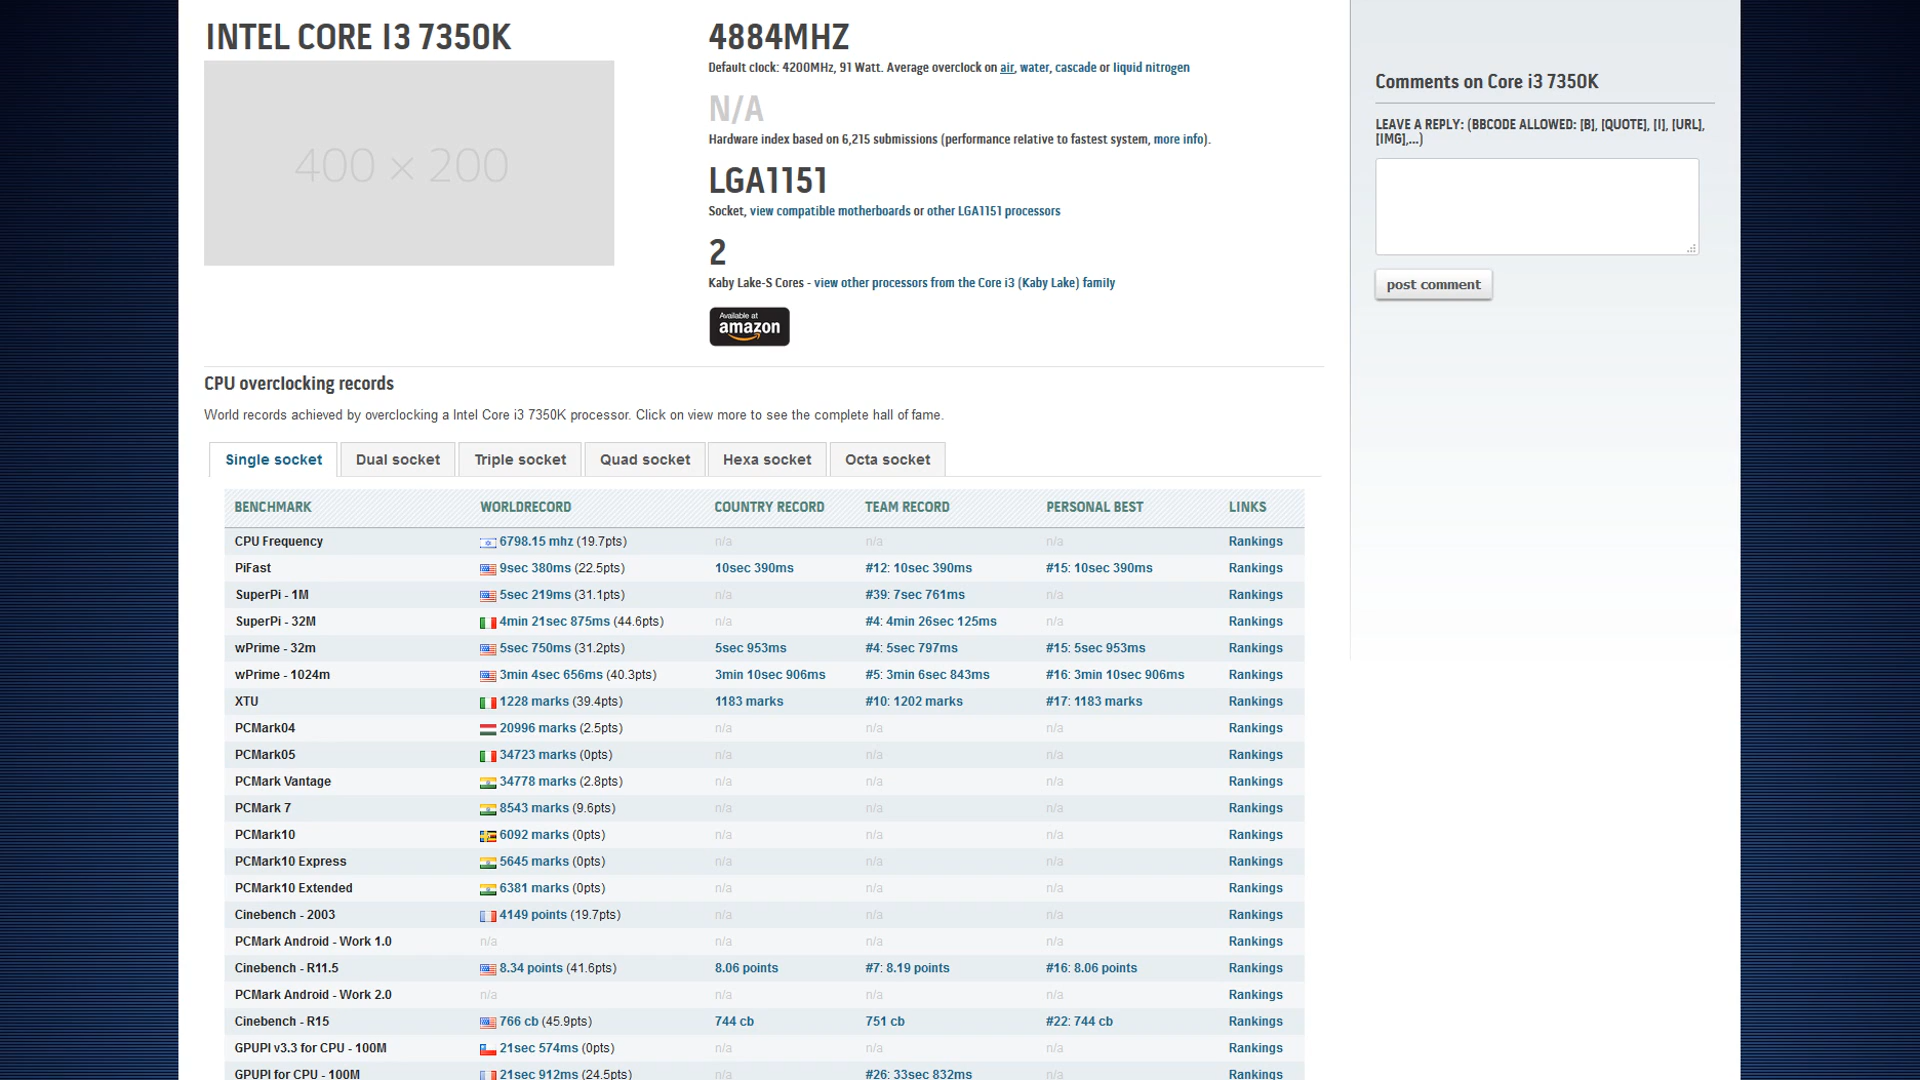 INTEL CORE I3 7350K
400 × 200
4884MHZ
Default clock: 4200MHz, 91 Watt. Average overclock on air, water, cascade or liquid nitrogen
N/A
Hardware index based on 6,215 submissions (performance relative to fastest system, more info).
LGA1151
Socket, view compatible motherboards or other LGA1151 processors
2
Kaby Lake-S Cores - view other processors from the Core i3 (Kaby Lake) family
Available at
amazon
Comments on Core i3 7350K
LEAVE A REPLY: (BBCODE ALLOWED: [B], [QUOTE], [I], [URL],
[IMG],...)
post comment
CPU overclocking records
World records achieved by overclocking a Intel Core i3 7350K processor. Click on view more to see the complete hall of fame.
Single socket Dual socket Triple socket Quad socket Hexa socket Octa socket
BENCHMARK WORLDRECORD COUNTRY RECORD TEAM RECORD PERSONAL BEST LINKS
CPU Frequency 6798.15 mhz (19.7pts) n/a n/a n/a Rankings
PiFast 9sec 380ms (22.5pts) 10sec 390ms #12: 10sec 390ms #15: 10sec 390ms Rankings
SuperPi - 1M 5sec 219ms (31.1pts) n/a #39: 7sec 761ms n/a Rankings
SuperPi - 32M 4min 21sec 875ms (44.6pts) n/a #4: 4min 26sec 125ms n/a Rankings
wPrime - 32m 5sec 750ms (31.2pts) 5sec 953ms #4: 5sec 797ms #15: 5sec 953ms Rankings
wPrime - 1024m 3min 4sec 656ms (40.3pts) 3min 10sec 906ms #5: 3min 6sec 843ms #16: 3min 10sec 906ms Rankings
XTU 1228 marks (39.4pts) 1183 marks #10: 1202 marks #17: 1183 marks Rankings
PCMark04 20996 marks (2.5pts) n/a n/a n/a Rankings
PCMark05 34723 marks (0pts) n/a n/a n/a Rankings
PCMark Vantage 34778 marks (2.8pts) n/a n/a n/a Rankings
PCMark 7 8543 marks (9.6pts) n/a n/a n/a Rankings
PCMark10 6092 marks (0pts) n/a n/a n/a Rankings
PCMark10 Express 5645 marks (0pts) n/a n/a n/a Rankings
PCMark10 Extended 6381 marks (0pts) n/a n/a n/a Rankings
Cinebench - 2003 4149 points (19.7pts) n/a n/a n/a Rankings
PCMark Android - Work 1.0 n/a n/a n/a n/a Rankings
Cinebench - R11.5 8.34 points (41.6pts) 8.06 points #7: 8.19 points #16: 8.06 points Rankings
PCMark Android - Work 2.0 n/a n/a n/a n/a Rankings
Cinebench - R15 766 cb (45.9pts) 744 cb 751 cb #22: 744 cb Rankings
GPUPI v3.3 for CPU - 100M 21sec 574ms (0pts) n/a n/a n/a Rankings
GPUPI for CPU - 100M 21sec 912ms (24.5pts) n/a #26: 33sec 832ms n/a Rankings